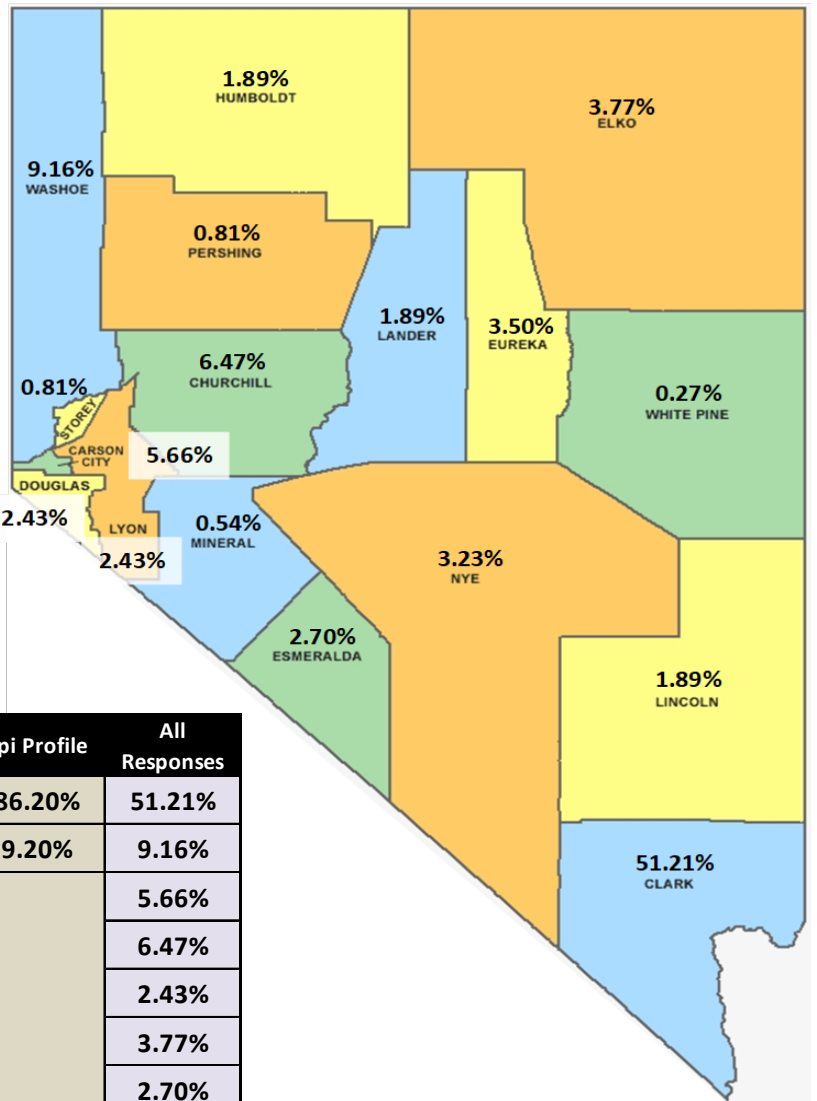 1.89%
HUMBOLDT
3.77%
ELKO
9.16%
WASHOE
0.81%
PERSHING
1.89%
LANDER
3.50%
EUREKA
6.47%
CHURCHILL
0.27%
WHITE PINE
0.81%
STOREY
CARSON
CITY
5.66%
DOUGLAS
2.43%
LYON
2.43%
0.54%
MINERAL
3.23%
NYE
2.70%
ESMERALDA
1.89%
LINCOLN
51.21%
CLARK
pi Profile All
Responses
86.20% 51.21%
9.20% 9.16%
5.66%
6.47%
2.43%
3.77%
2.70%